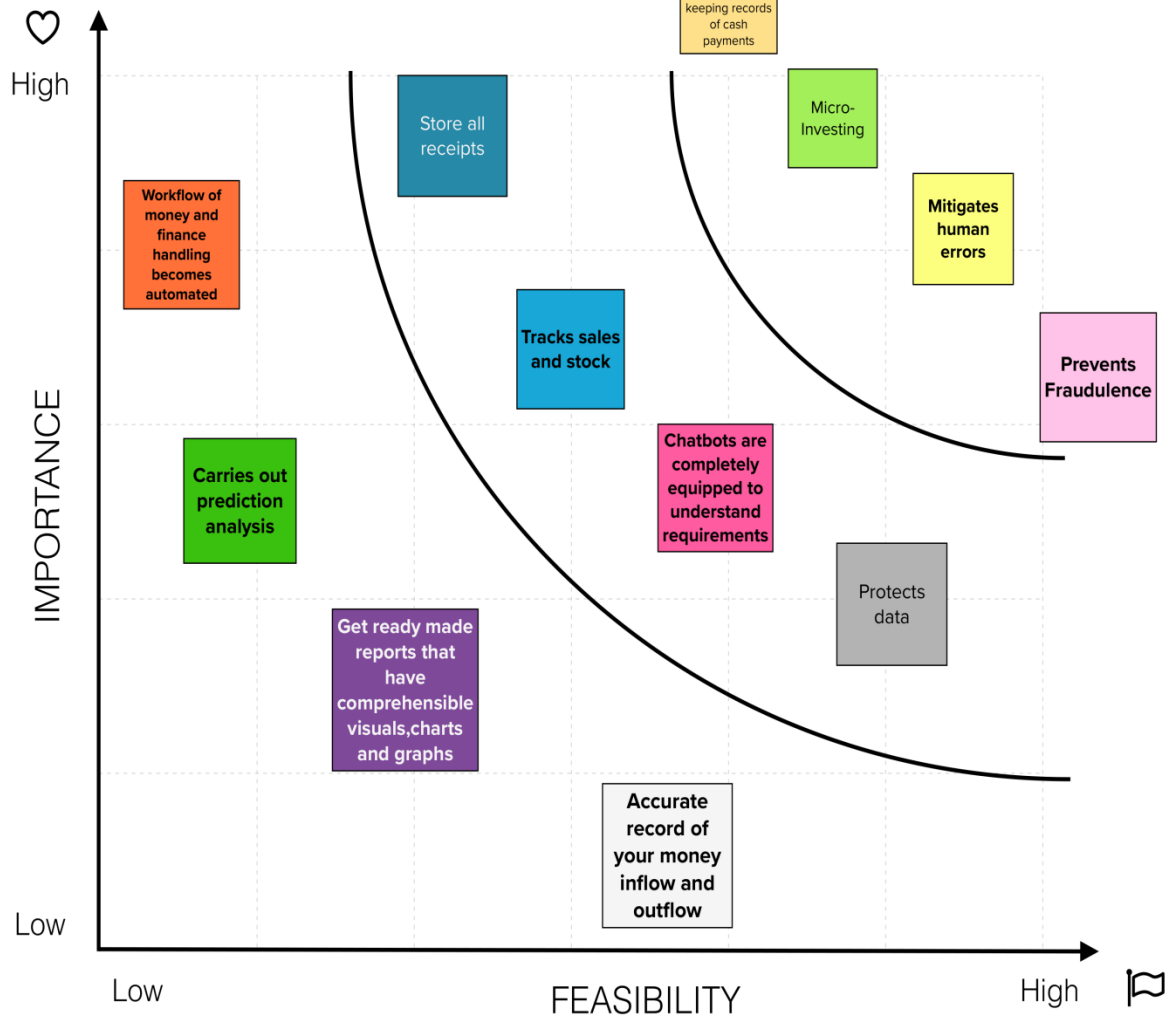 keeping records
of cash
payments
High
Micro-
Investing
Store all
receipts
Workflow of
money and
finance
handling
becomes
automated
Mitigates
human
errors
Tracks sales
and stock
Prevents
Fraudulence
IMPORTANCE
Chatbots are
completely
equipped to
understand
requirements
Carries out
prediction
analysis
Protects
data
Get ready made
reports that
have
comprehensible
visuals,charts
and graphs
Accurate
record of
your money
inflow and
outflow
Low
Low
FEASIBILITY
High